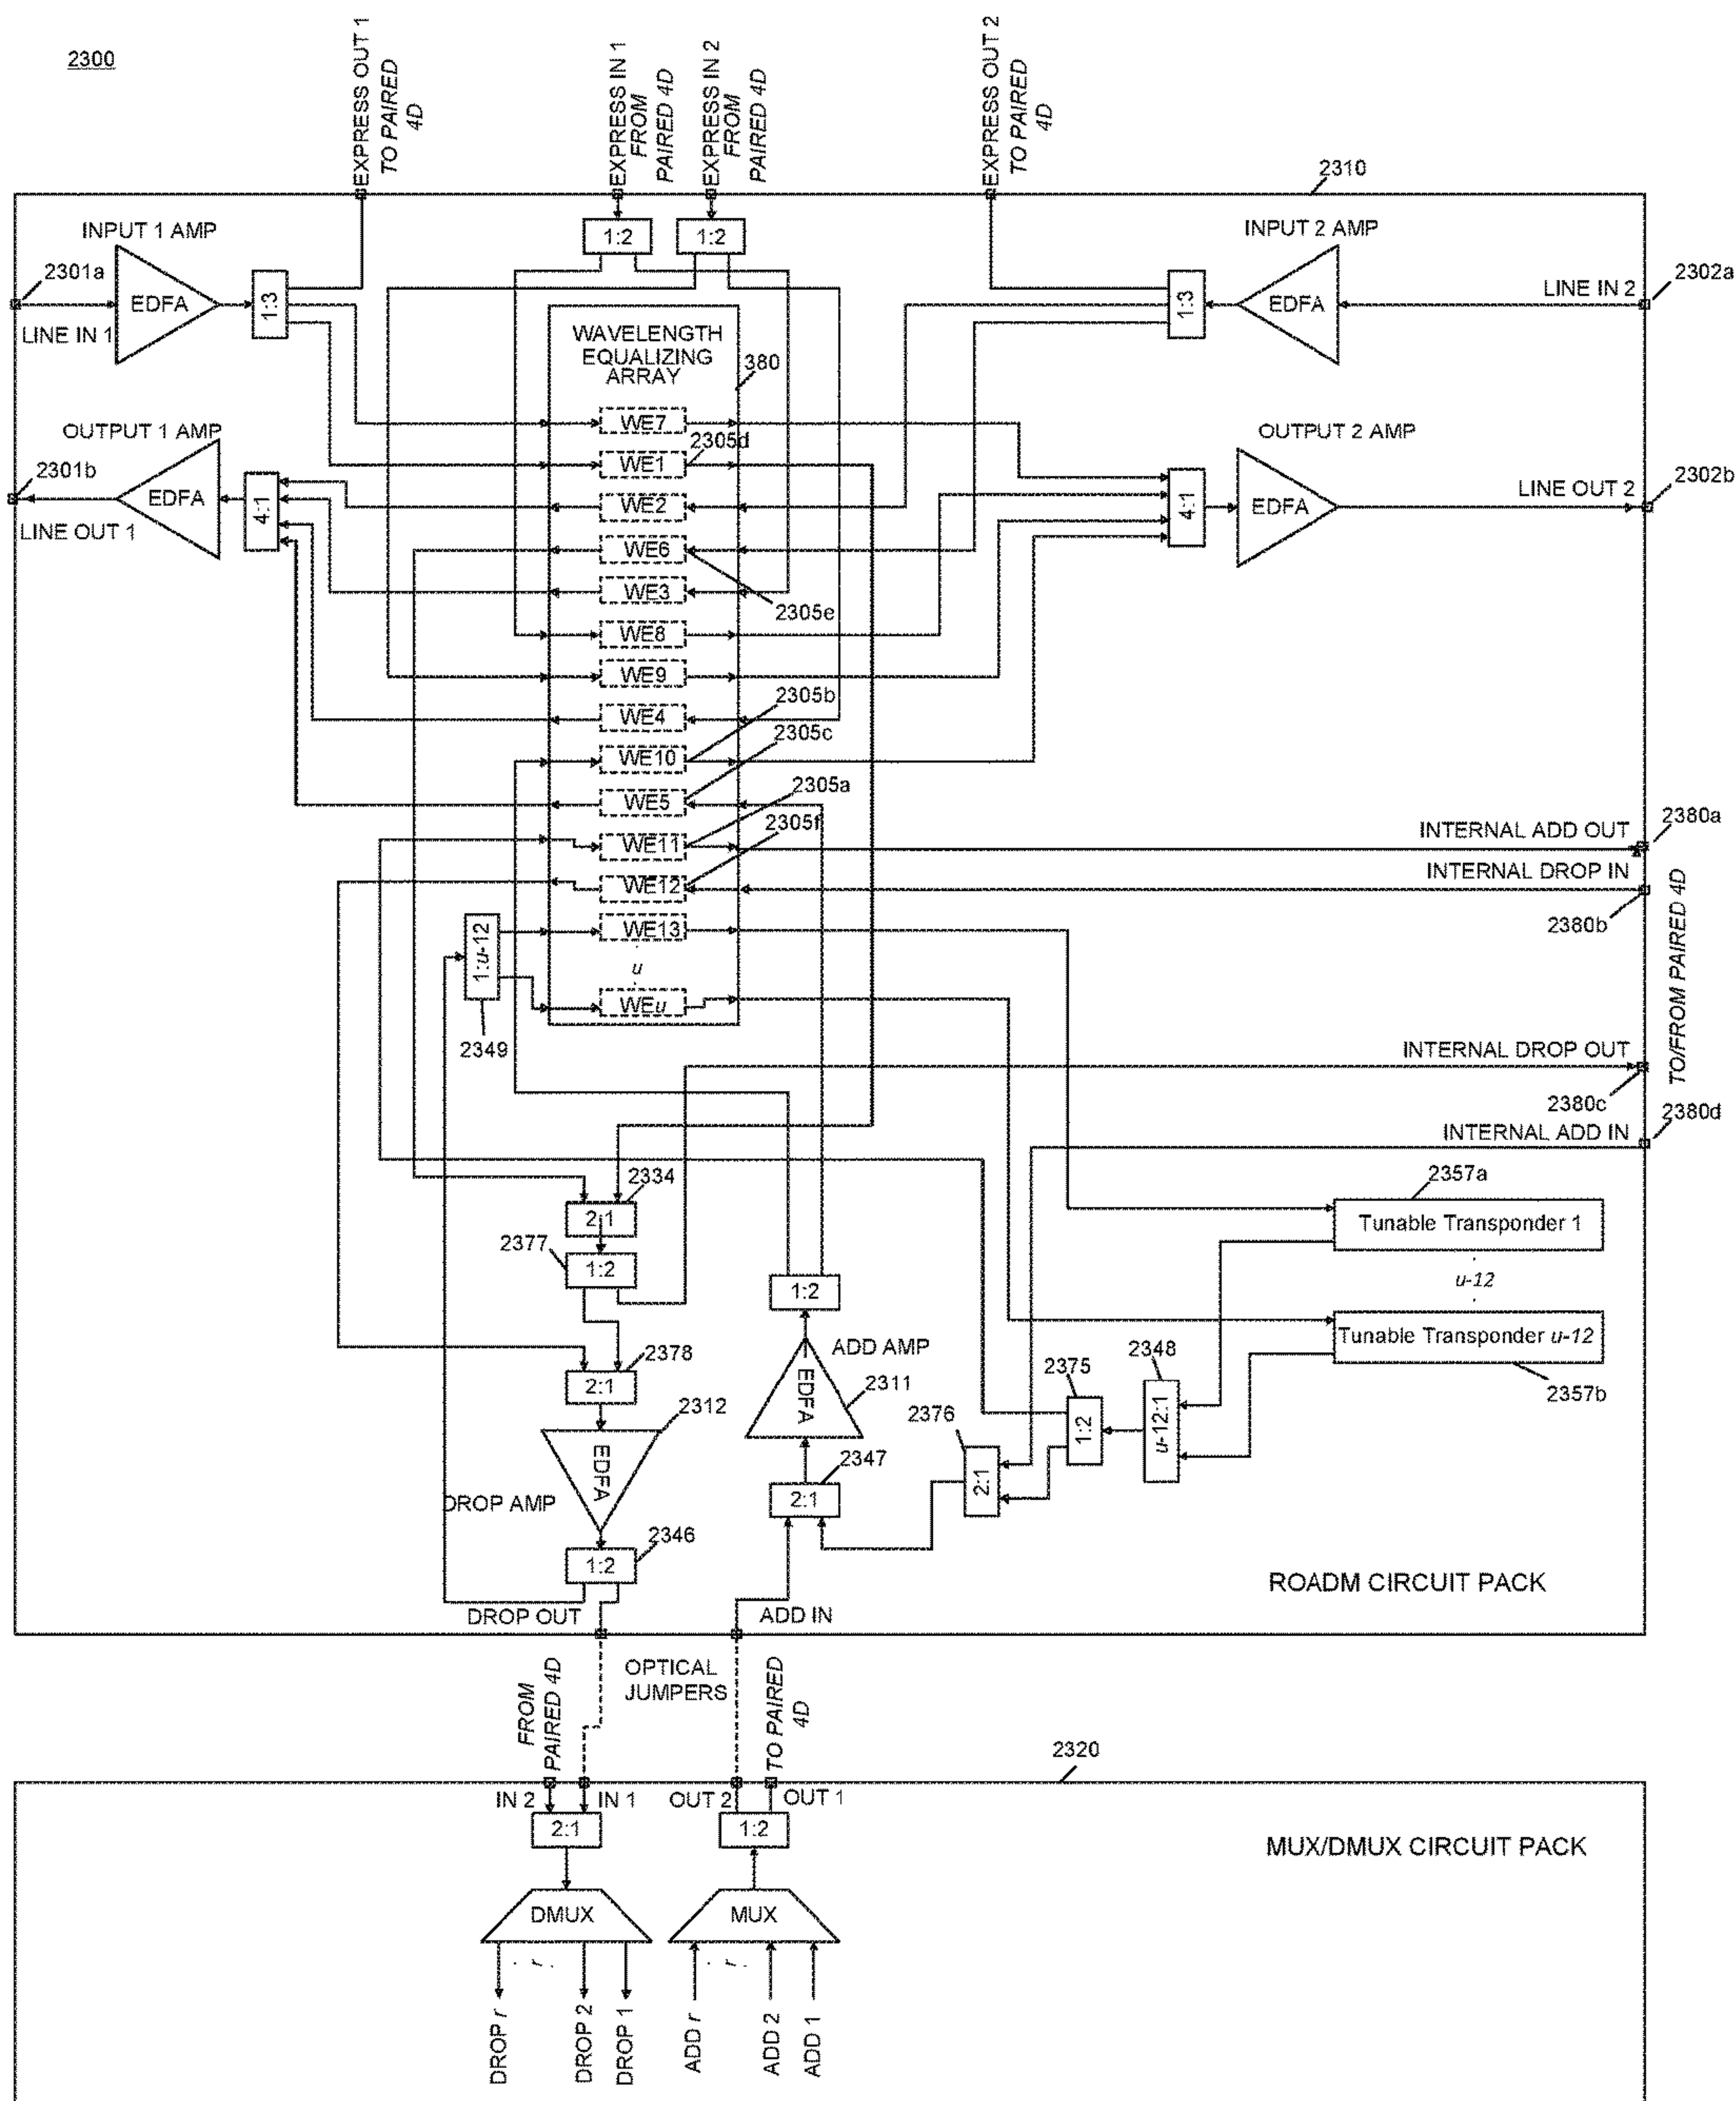 2300
EXPRESS OUT 1
TO PAIRED
4D
EXPRESS IN 1
FROM
PAIRED 4D
EXPRESS IN 2
FROM
PAIRED 4D
EXPRESS OUT 2
TO PAIRED
4D
2310
INPUT 1 AMP
1:2
1:2
INPUT 2 AMP
2301a
EDFA
1:3
LINE IN 1
1:3
EDFA
LINE IN 2
2302a
WAVELENGTH
EQUALIZING
ARRAY
380
OUTPUT 1 AMP
2301b
EDFA
4:1
LINE OUT 1
WE7
2305d
WE1
WE2
WE6
WE3
2305e
WE8
WE9
2305b
WE4
2305c
WE10
2305a
WE5
2305f
WE11
WE12
WE13
u
WEu
OUTPUT 2 AMP
4:1
EDFA
LINE OUT 2
2302b
INTERNAL ADD OUT
2380a
INTERNAL DROP IN
2380b
TO/FROM PAIRED 4D
1:u-12
2349
INTERNAL DROP OUT
2380c
2380d
INTERNAL ADD IN
2334
2:1
2377
1:2
2357a
Tunable Transponder 1
u-12
Tunable Transponder u-12
2357b
1:2
ADD AMP
EDFA
2311
2378
2:1
2312
EDFA
DROP AMP
2348
u-12:1
2375
1:2
2376
2:1
2347
2:1
2346
1:2
DROP OUT
ADD IN
ROADM CIRCUIT PACK
FROM
PAIRED 4D
OPTICAL
JUMPERS
TO PAIRED
4D
2320
IN 2
IN 1
OUT 2
OUT 1
2:1
1:2
MUX/DMUX CIRCUIT PACK
DMUX
MUX
r
r
DROP r
DROP 2
DROP 1
ADD r
ADD 2
ADD 1